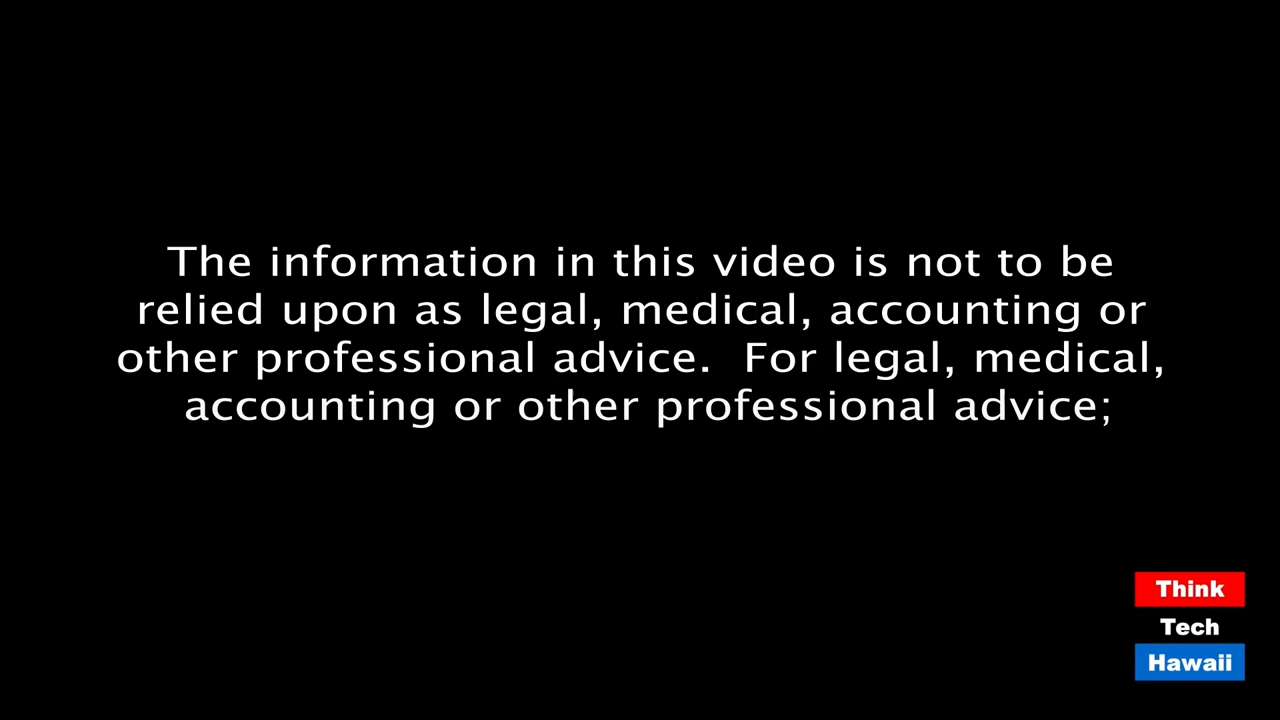 The information in this video is not to be
relied upon as legal, medical, accounting or
other professional advice.  For legal, medical,
accounting or other professional advice;
Think
Tech
Hawaii